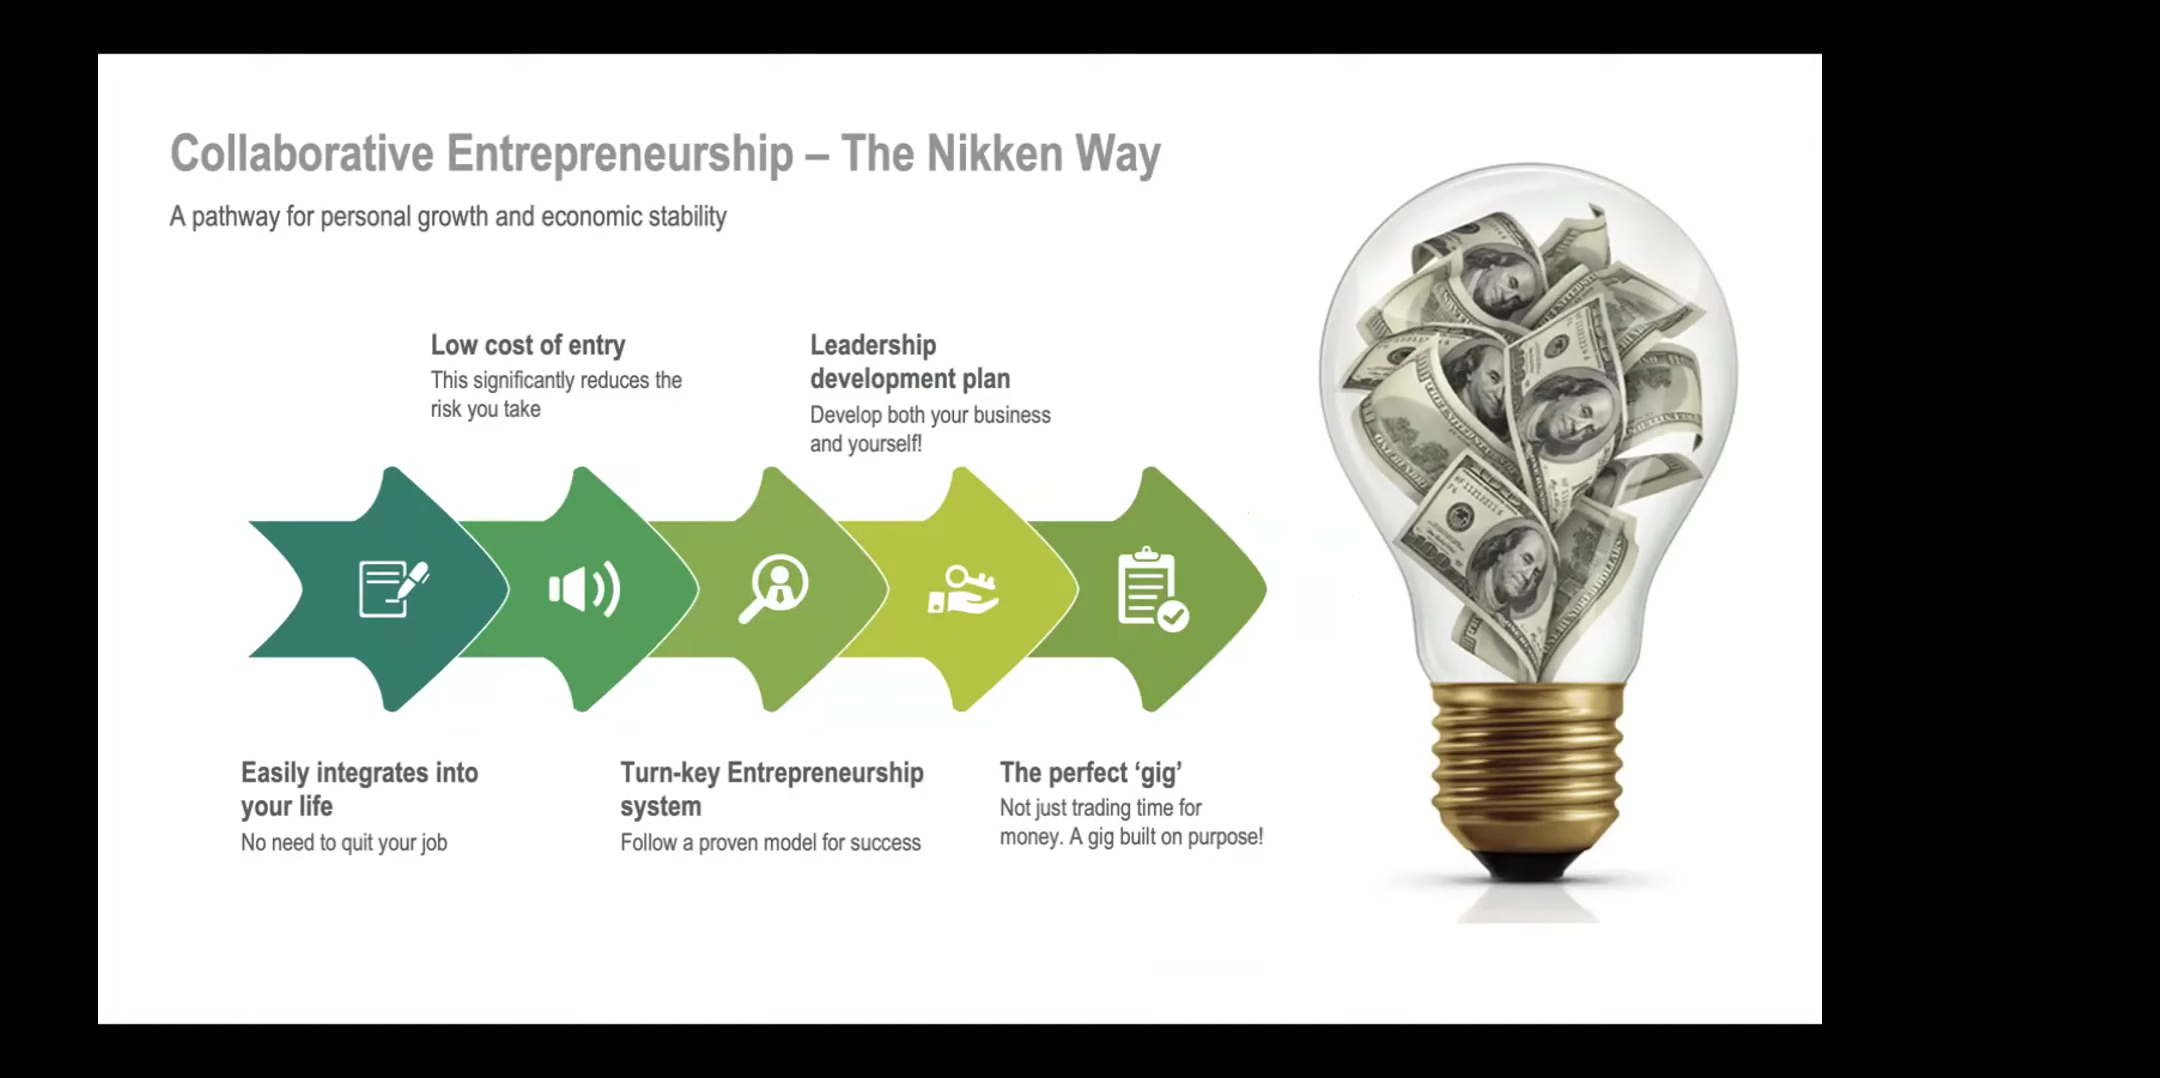 Collaborative Entrepreneurship – The Nikken Way
A pathway for personal growth and economic stability
Low cost of entry
This significantly reduces the
risk you take
Leadership
development plan
Develop both your business
and yourself!
Easily integrates into
your life
No need to quit your job
Turn-key Entrepreneurship
system
Follow a proven model for success
The perfect ‘gig’
Not just trading time for
money. A gig built on purpose!